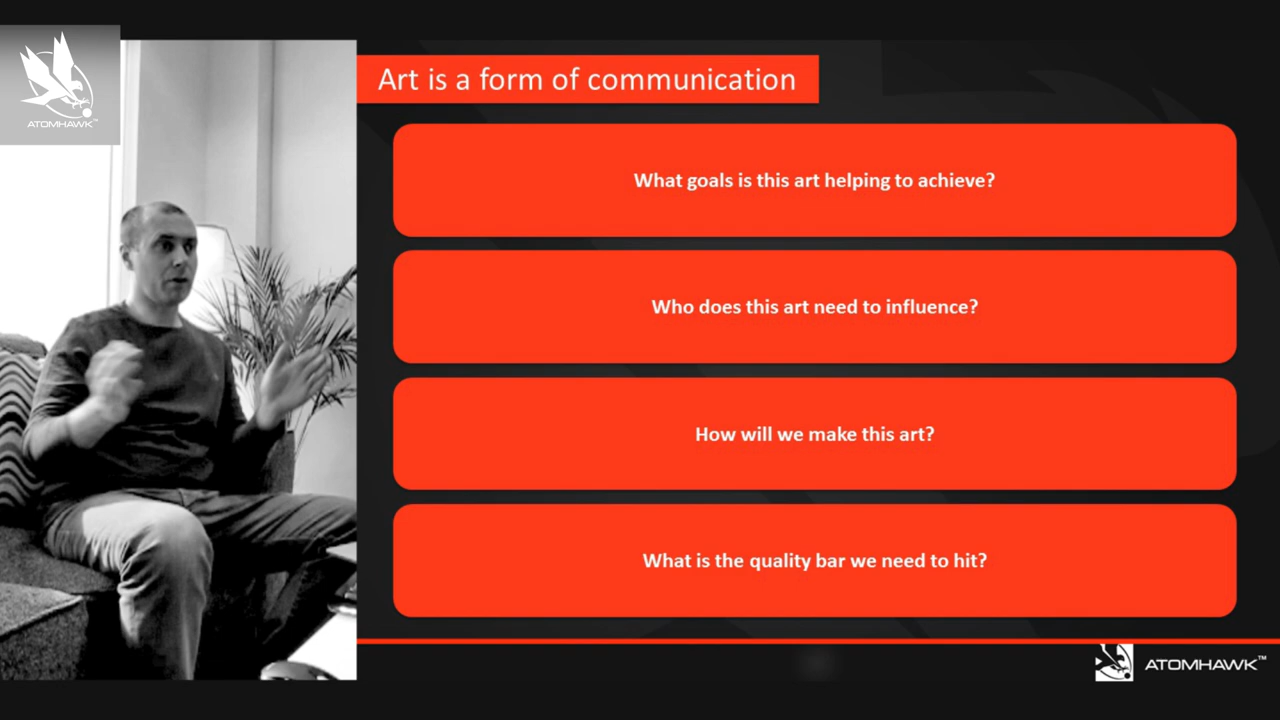 ATOMHAWK™
Art is a form of communication
What goals is this art helping to achieve?
Who does this art need to influence?
How will we make this art?
What is the quality bar we need to hit?
ATOMHAWK™